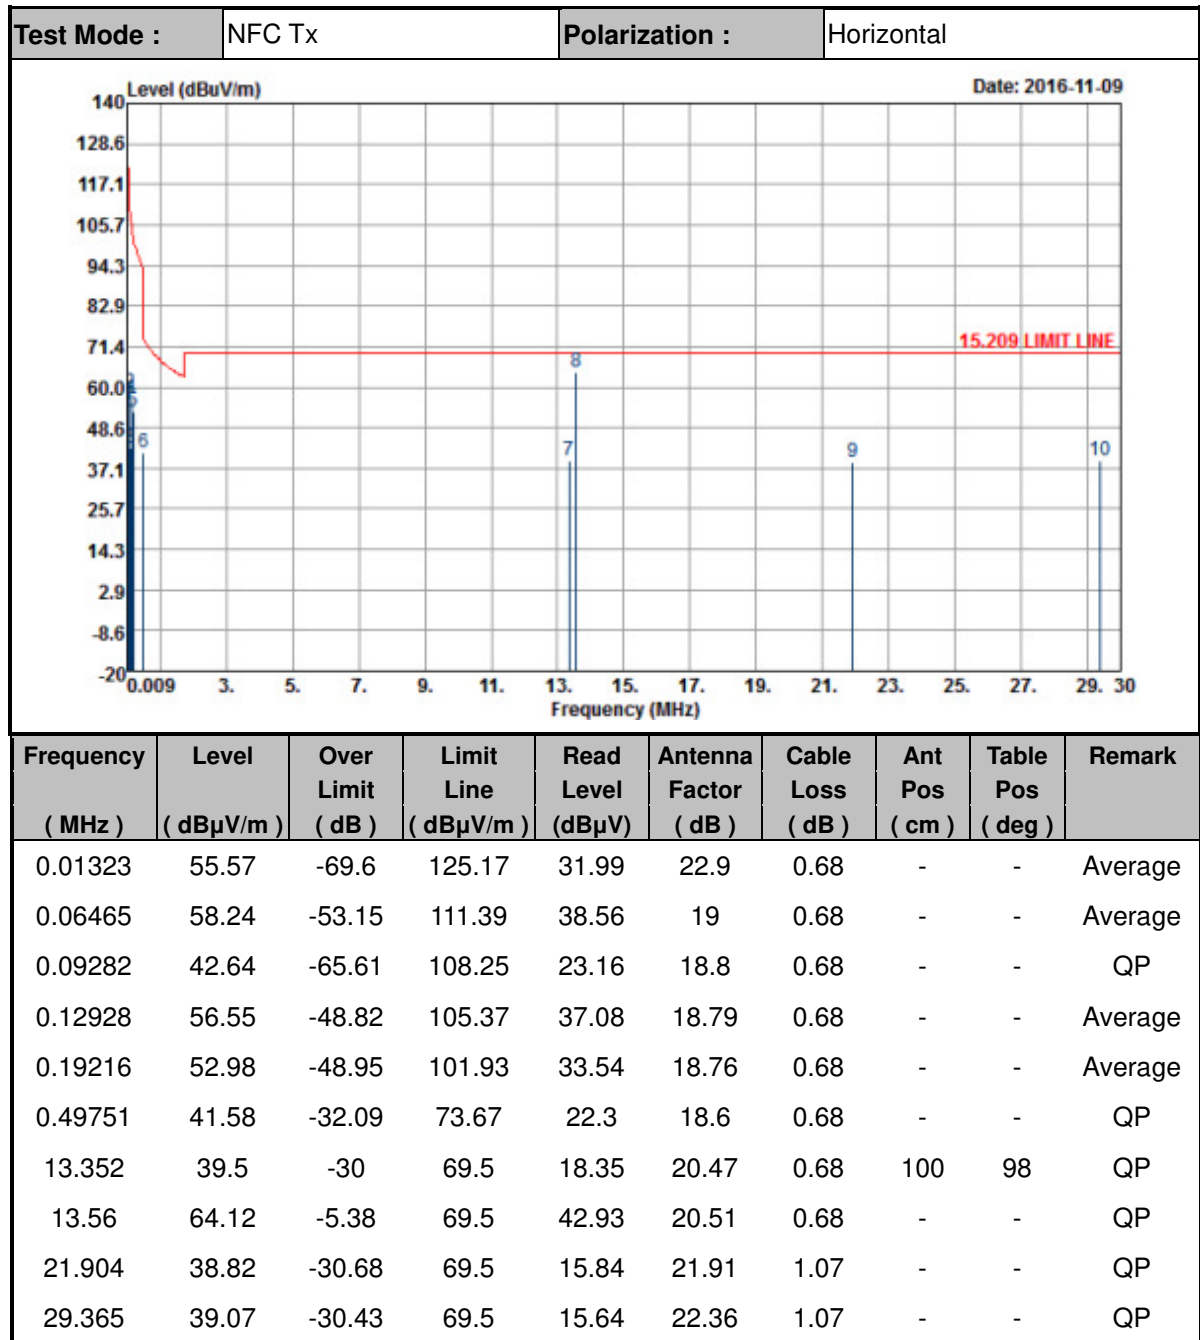 Test Mode : NFC Tx Polarization : Horizontal
Level (dBuV/m) Date: 2016-11-09
140
128.6
117.1
105.7
94.3
82.9
71.4
60.0
48.6
37.1
25.7
14.3
2.9
-8.6
-20
15.209 LIMIT LINE
6
7
8
9
10
0.009 3. 5. 7. 9. 11. 13. 15. 17. 19. 21. 23. 25. 27. 29. 30
Frequency (MHz)
Frequency Level Over Limit Read Antenna Cable Ant Table Remark
Limit Line Level Factor Loss Pos Pos
( MHz ) ( dBµV/m ) ( dB ) ( dBµV/m ) (dBµV) ( dB ) ( dB ) ( cm ) ( deg )
0.01323 55.57 -69.6 125.17 31.99 22.9 0.68 - - Average
0.06465 58.24 -53.15 111.39 38.56 19 0.68 - - Average
0.09282 42.64 -65.61 108.25 23.16 18.8 0.68 - - QP
0.12928 56.55 -48.82 105.37 37.08 18.79 0.68 - - Average
0.19216 52.98 -48.95 101.93 33.54 18.76 0.68 - - Average
0.49751 41.58 -32.09 73.67 22.3 18.6 0.68 - - QP
13.352 39.5 -30 69.5 18.35 20.47 0.68 100 98 QP
13.56 64.12 -5.38 69.5 42.93 20.51 0.68 - - QP
21.904 38.82 -30.68 69.5 15.84 21.91 1.07 - - QP
29.365 39.07 -30.43 69.5 15.64 22.36 1.07 - - QP